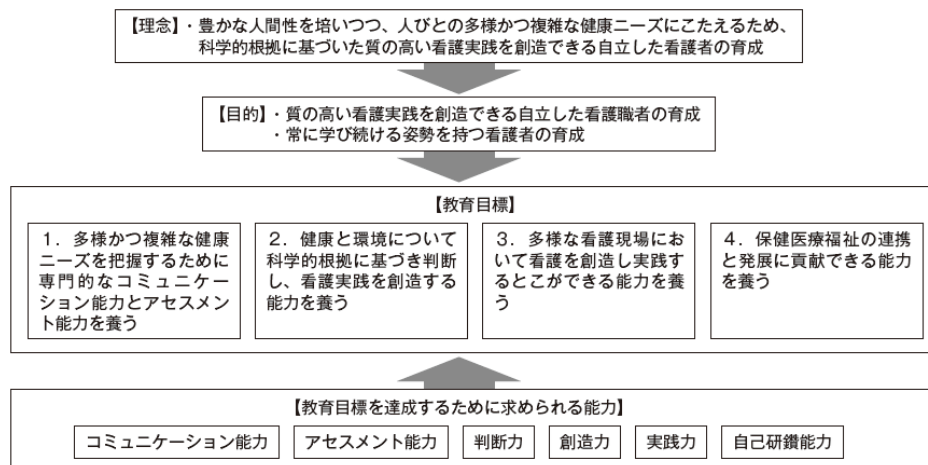 【理念】・豊かな人間性を培いつつ、人びとの多様かつ複雑な健康ニーズにこたえるため、
科学的根拠に基づいた質の高い看護実践を創造できる自立した看護者の育成
【目的】・質の高い看護実践を創造できる自立した看護職者の育成
・常に学び続ける姿勢を持つ看護者の育成
【教育目標】
1．多様かつ複雑な健康
ニーズを把握するために
専門的なコミュニケー
ション能力とアセスメン
ト能力を養う
2．健康と環境について
科学的根拠に基づき判断
し、看護実践を創造する
能力を養う
3．多様な看護現場にお
いて看護を創造し実践す
るとこができる能力を養
う
4．保健医療福祉の連携
と発展に貢献できる能力
を養う
【教育目標を達成するために求められる能力】
コミュニケーション能力
アセスメント能力
判断力
創造力
実践力
自己研鑽能力